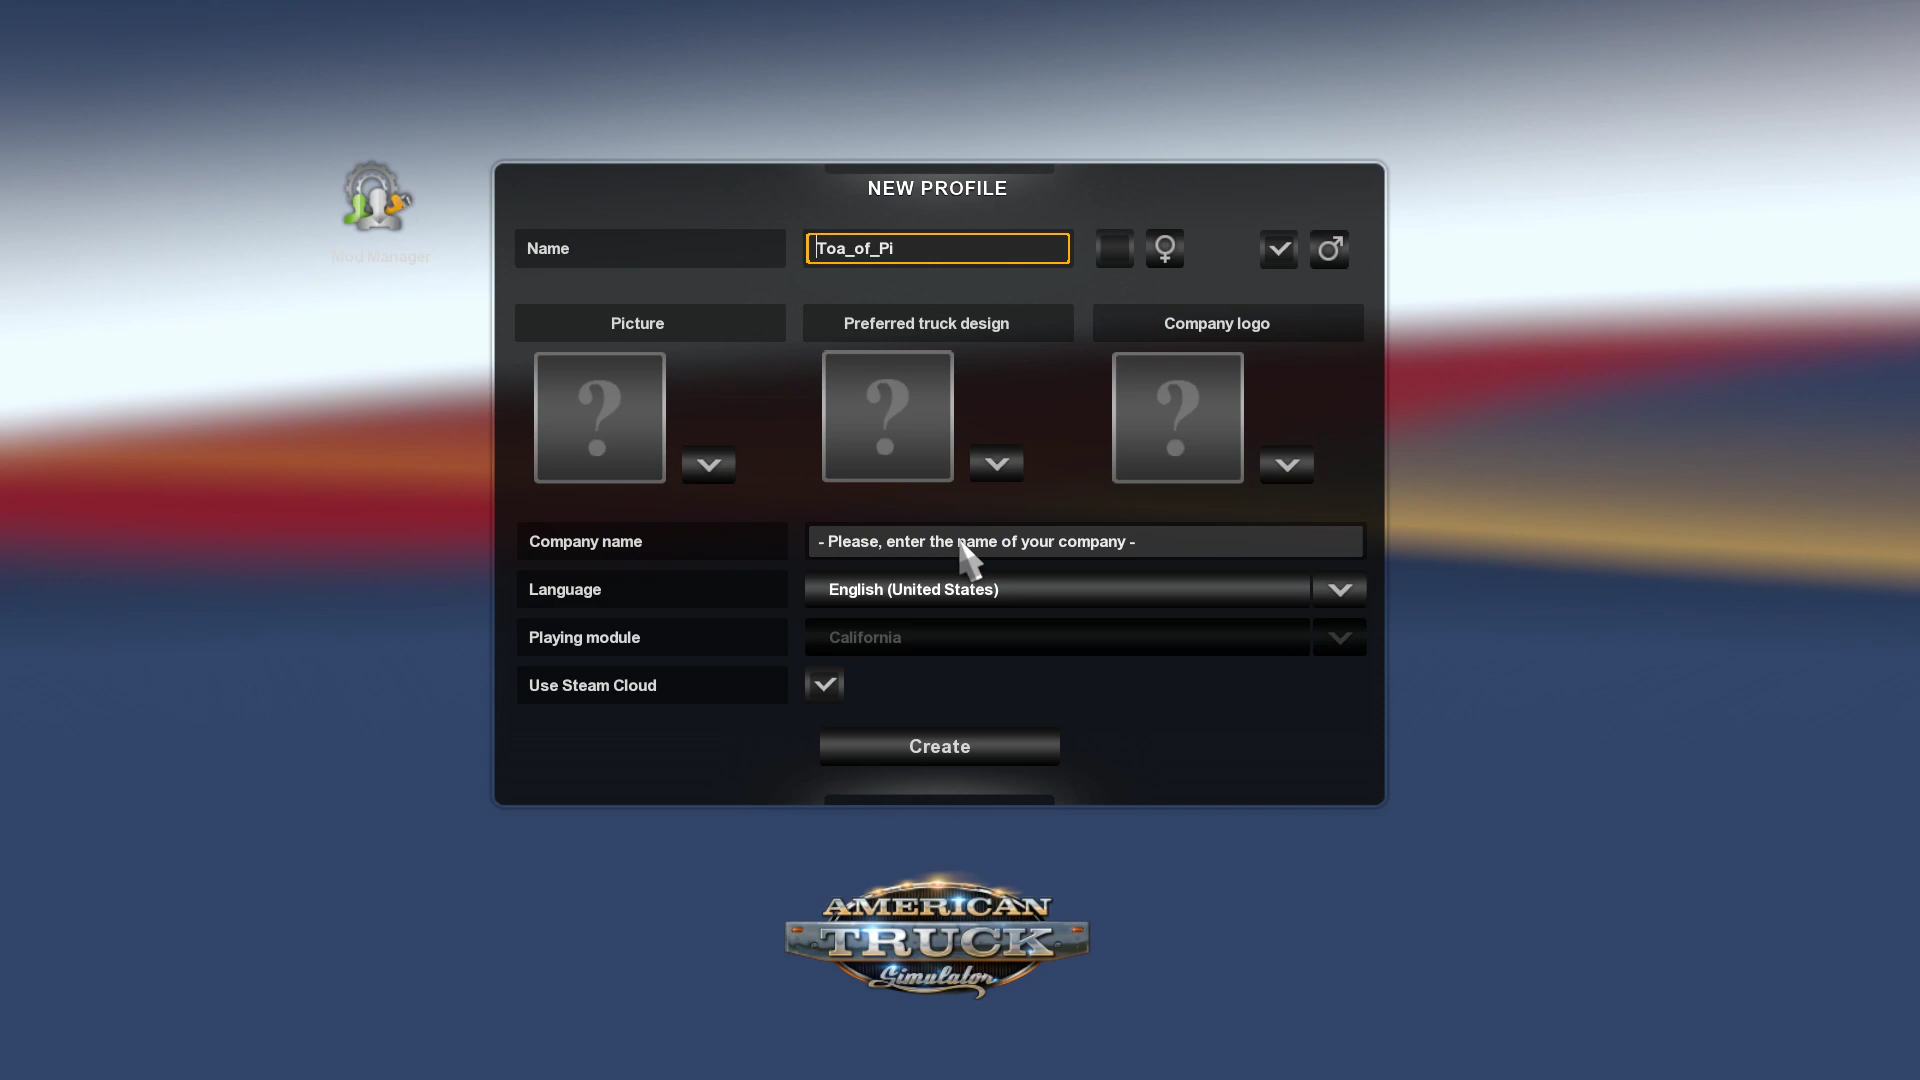 Mod Manager
NEW PROFILE
Name
Toa_of_Pi
Picture
Preferred truck design
Company logo
?
?
?
Company name
- Please, enter the name of your company -
Language
English (United States)
Playing module
California
Use Steam Cloud
Create
AMERICAN
TRUCK
Simulator